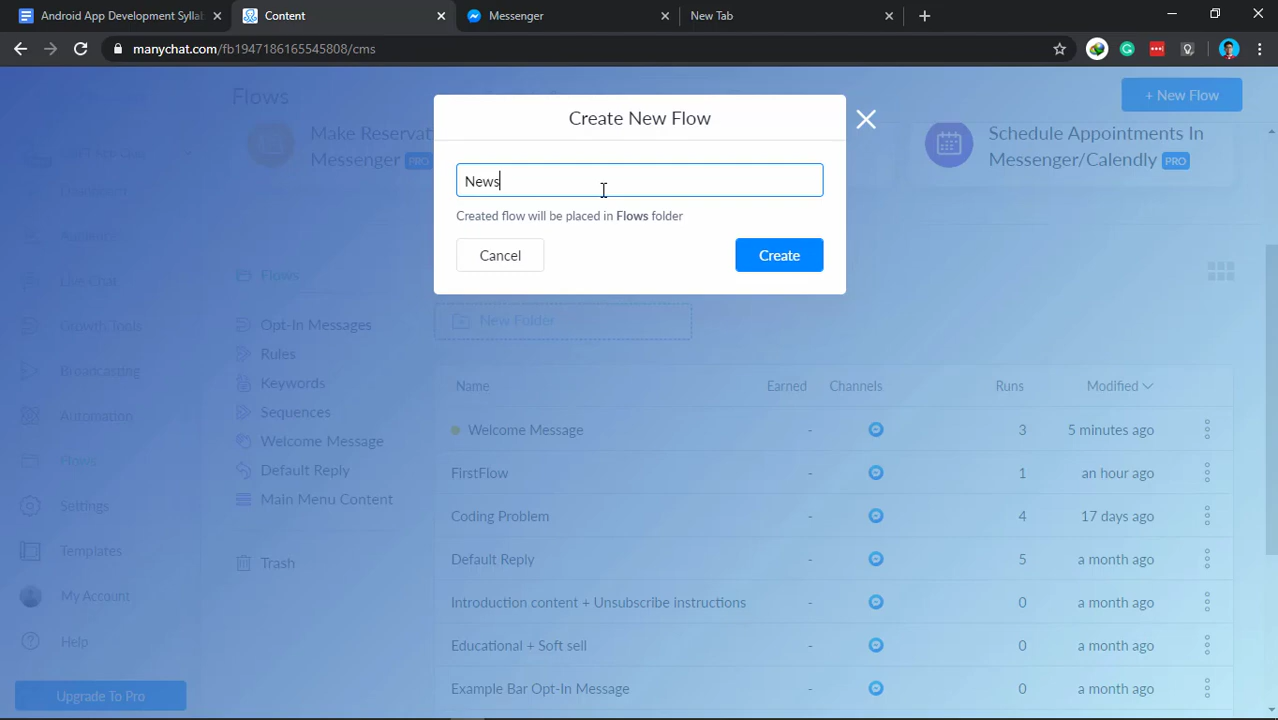 Android App Development Sylla
Content
Messenger
New Tab
manychat.com/fb1947186165545808/cms
Flows
+ New Flow
Make Reservat
Messenger PRO
Schedule Appointments In
Messenger/Calendly PRO
Create New Flow
News
Created flow will be placed in Flows folder
Cancel
Create
Dashboard
Audience
Live Chat
Growth Tools
Broadcasting
Automation
Flows
Settings
Templates
My Account
Help
Upgrade To Pro
Flows
Opt-In Messages
Rules
Keywords
Sequences
Welcome Message
Default Reply
Main Menu Content
Trash
New Folder
Name Earned Channels Runs Modified
Welcome Message - 3 5 minutes ago
FirstFlow - 1 an hour ago
Coding Problem - 4 17 days ago
Default Reply - 5 a month ago
Introduction content + Unsubscribe instructions - 0 a month ago
Educational + Soft sell - 0 a month ago
Example Bar Opt-In Message - 0 a month ago